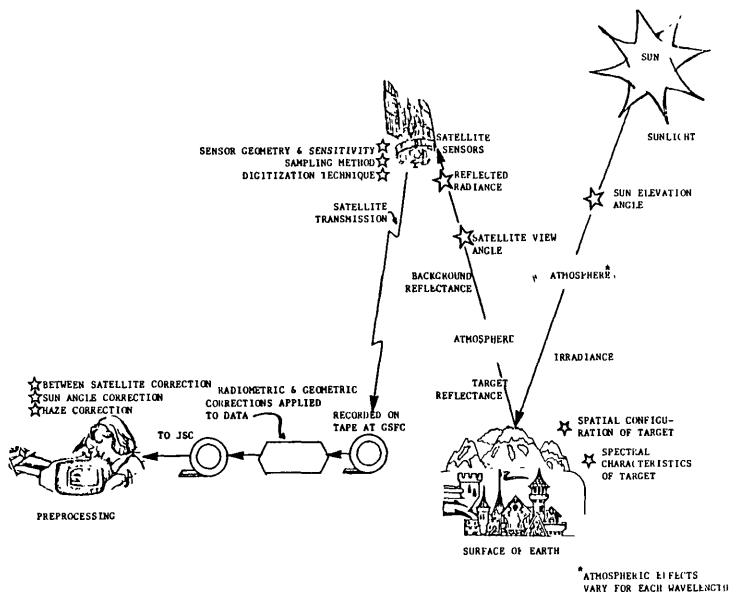 SUN
SUNLIGHT
SATELLITE
SENSORS
SENSOR GEOMETRY & SENSITIVITY
SAMPLING METHOD
DIGITIZATION TECHNIQUE
REFLECTED
RADIANCE
SUN ELEVATION
ANGLE
SATELLITE
TRANSMISSION
SATELLITE VIEW
ANGLE
BACKGROUND
REFLECTANCE
ATMOSPHERE*
ATMOSPHERE
IRRADIANCE
TARGET
REFLECTANCE
BETWEEN SATELLITE CORRECTION
SUN ANGLE CORRECTION
HAZE CORRECTION
RADIOMETRIC & GEOMETRIC
CORRECTIONS APPLIED
TO DATA
RECORDED ON
TAPE AT GSFC
TO JSC
PREPROCESSING
SPATIAL CONFIGU-
RATION OF TARGET
SPECTRAL
CHARACTERISTICS
OF TARGET
SURFACE OF EARTH
*ATMOSPHERIC EFFECTS
VARY FOR EACH WAVELENGTH